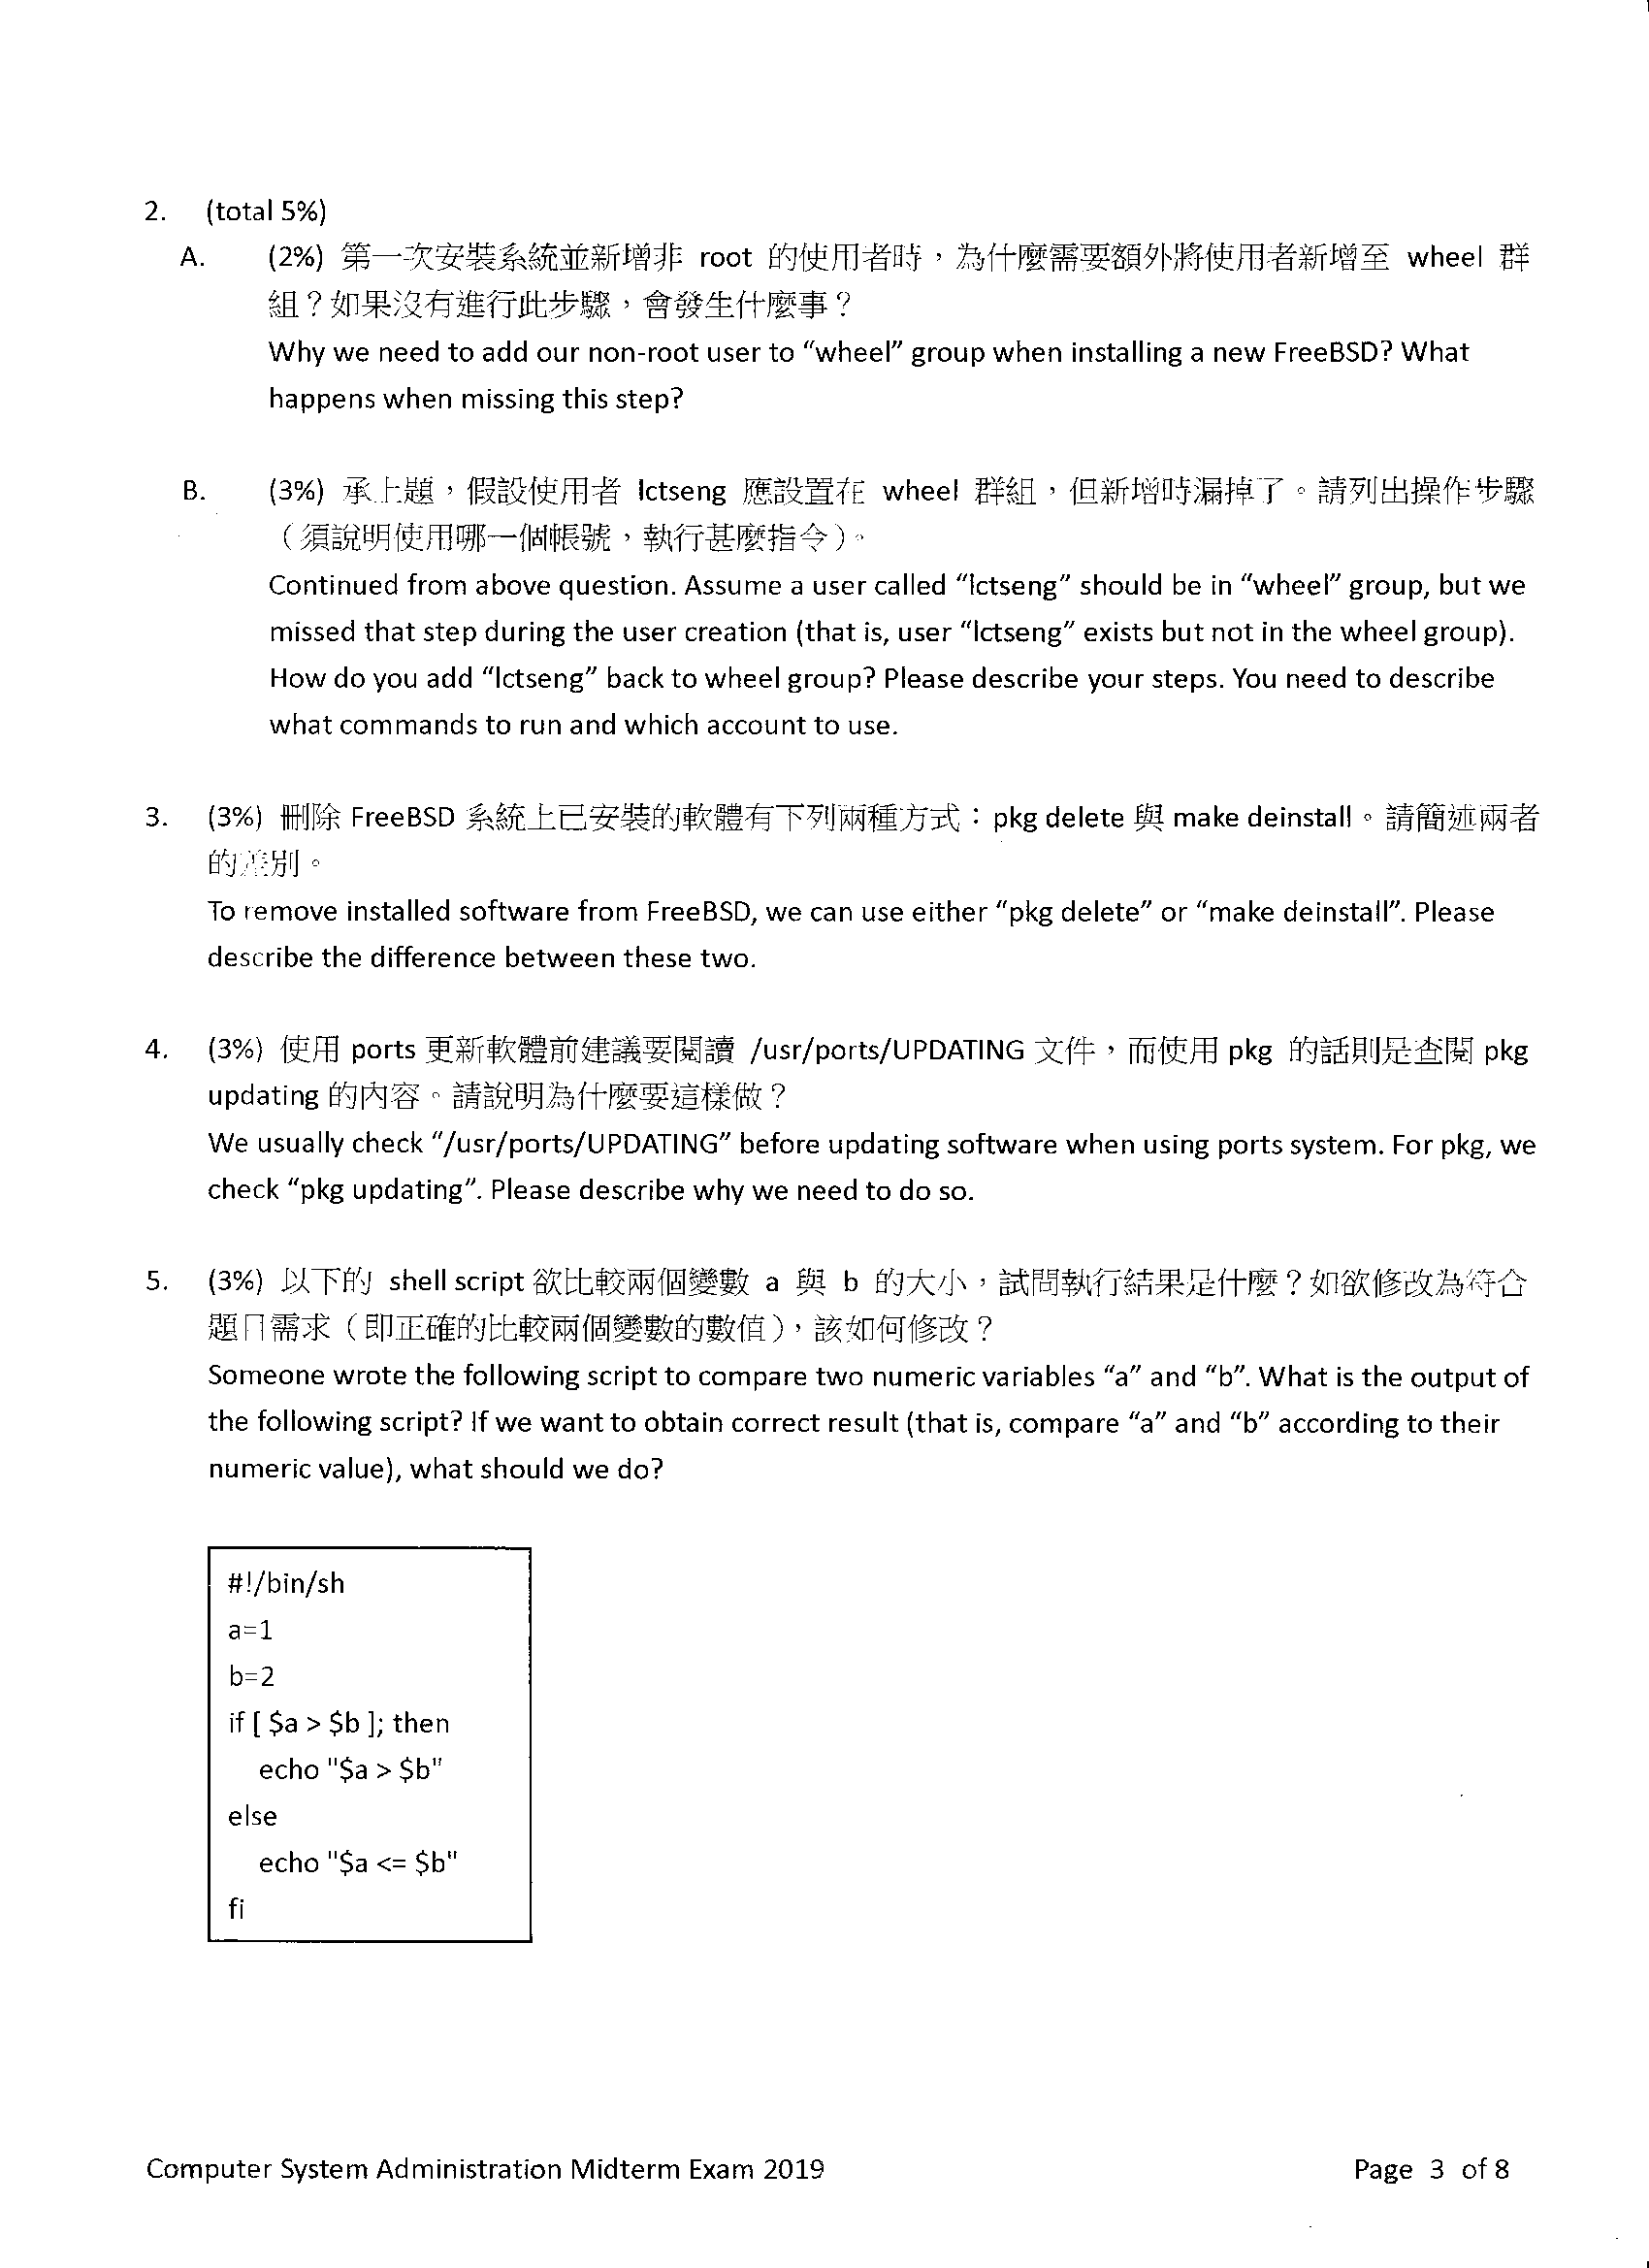 2. (total 5%)
A. (2%) 第一次安裝系統並新增非 root 的使用者時，為什麼需要額外將使用者新增至 wheel 群
組？如果沒有進行此步驟，會發生什麼事？
Why we need to add our non-root user to "wheel" group when installing a new FreeBSD? What
happens when missing this step?
B. (3%) 承上題，假設使用者 lctseng 應設置在 wheel 群組，但新增時漏掉了。請列出操作步驟
（須說明使用哪一個帳號，執行甚麼指令）。
Continued from above question. Assume a user called "lctseng" should be in "wheel" group, but we
missed that step during the user creation (that is, user "lctseng" exists but not in the wheel group).
How do you add "lctseng" back to wheel group? Please describe your steps. You need to describe
what commands to run and which account to use.
3. (3%) 刪除 FreeBSD 系統上已安裝的軟體有下列兩種方式：pkg delete 與 make deinstall。請簡述兩者
的差別。
To remove installed software from FreeBSD, we can use either "pkg delete" or "make deinstall". Please
describe the difference between these two.
4. (3%) 使用 ports 更新軟體前建議要閱讀 /usr/ports/UPDATING 文件，而使用 pkg 的話則是查閱 pkg
updating 的內容。請說明為什麼要這樣做？
We usually check "/usr/ports/UPDATING" before updating software when using ports system. For pkg, we
check "pkg updating". Please describe why we need to do so.
5. (3%) 以下的 shell script 欲比較兩個變數 a 與 b 的大小，試問執行結果是什麼？如欲修改為符合
題目需求（即正確的比較兩個變數的數值），該如何修改？
Someone wrote the following script to compare two numeric variables "a" and "b". What is the output of
the following script? If we want to obtain correct result (that is, compare "a" and "b" according to their
numeric value), what should we do?
#!/bin/sh
a=1
b=2
if [ $a > $b ]; then
echo "$a > $b"
else
echo "$a <= $b"
fi
Computer System Administration Midterm Exam 2019 Page 3 of 8